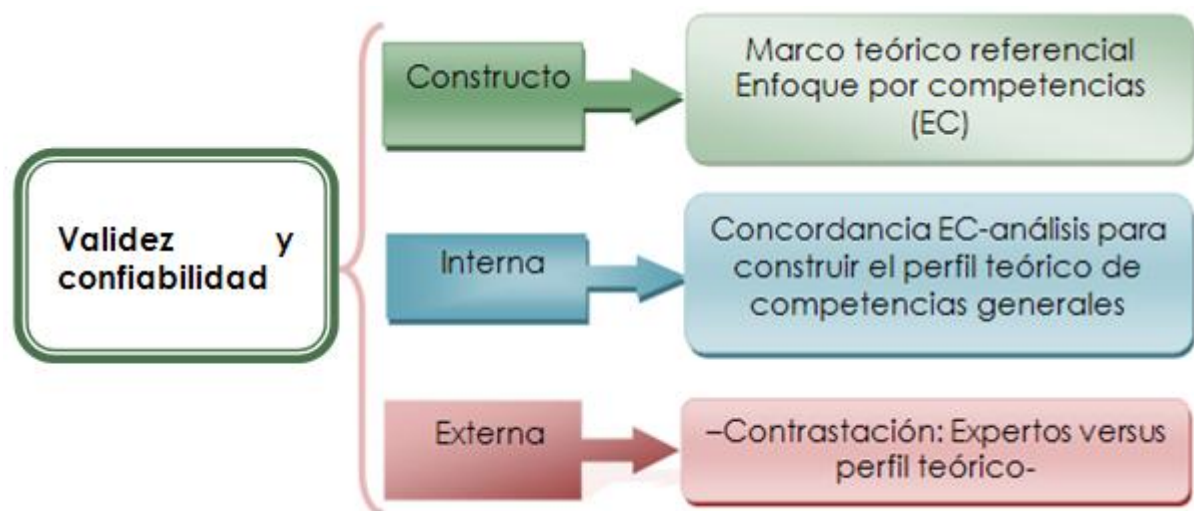 Validez y
confiabilidad
Constructo
Marco teórico referencial
Enfoque por competencias
(EC)
Interna
Concordancia EC-análisis para
construir el perfil teórico de
competencias generales
Externa
–Contrastación: Expertos versus
perfil teórico-